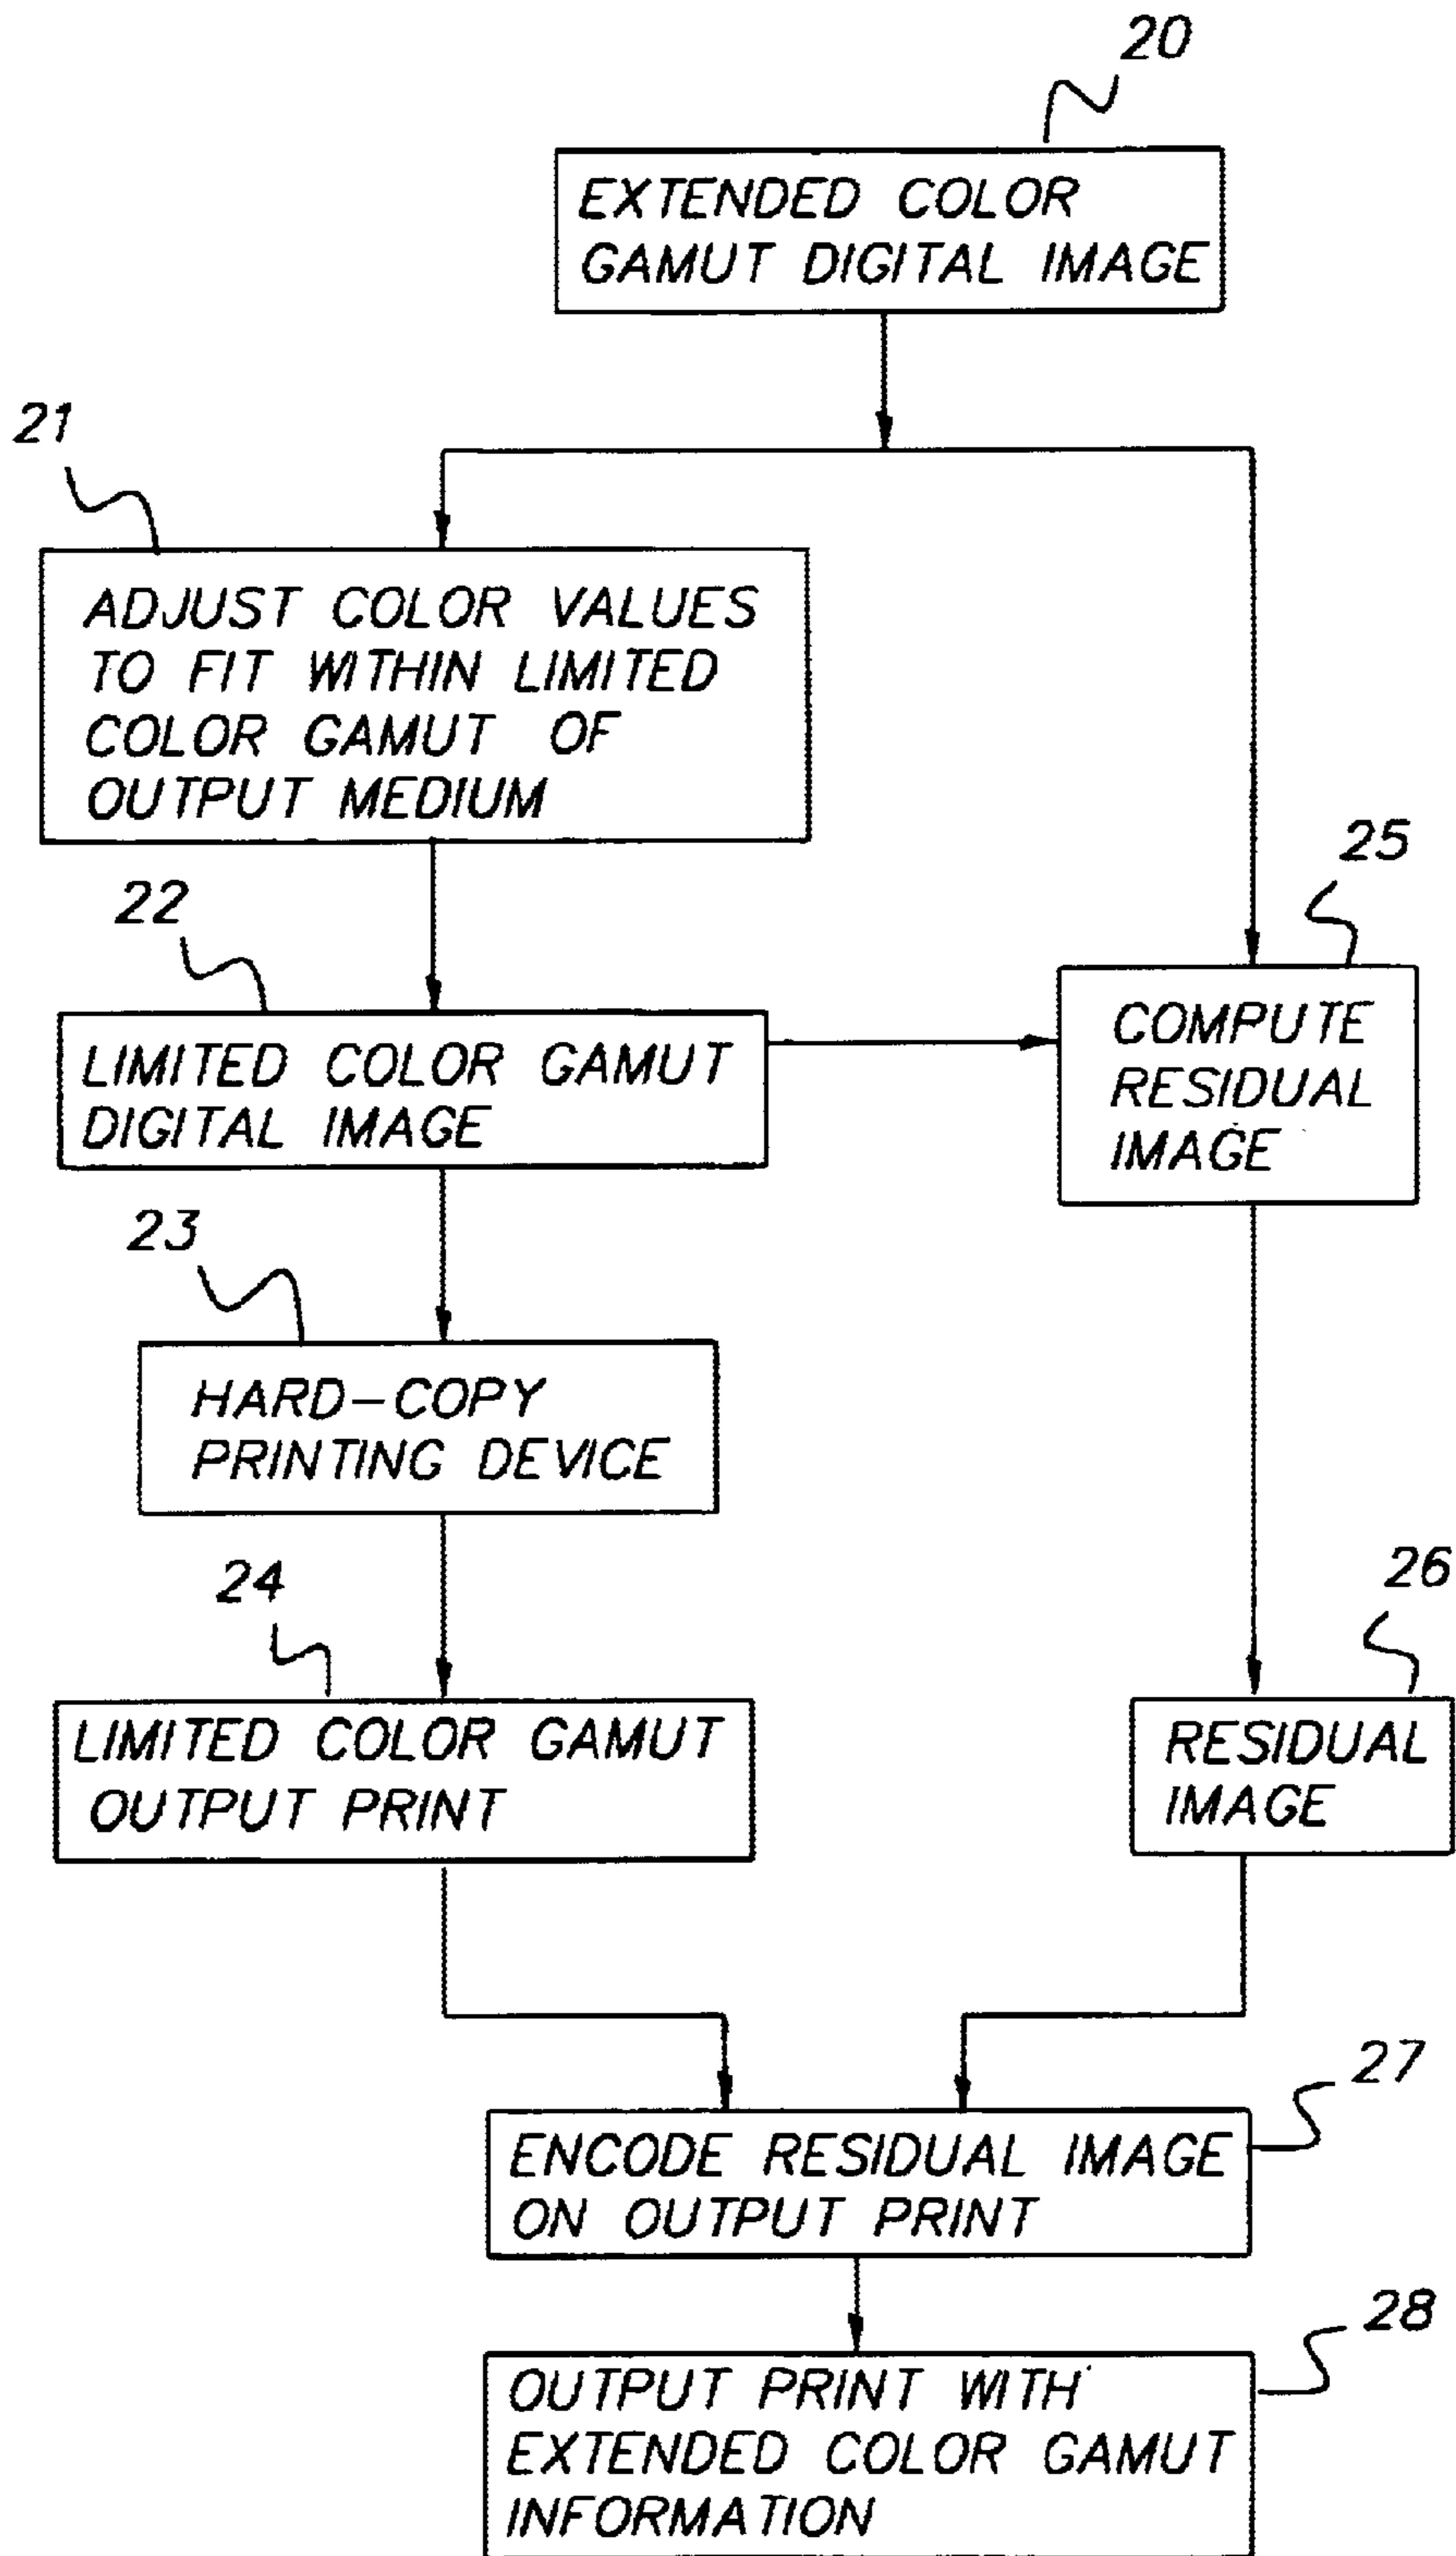 20
EXTENDED COLOR
GAMUT DIGITAL IMAGE
21
ADJUST COLOR VALUES
TO FIT WITHIN LIMITED
COLOR GAMUT OF
OUTPUT MEDIUM
22
LIMITED COLOR GAMUT
DIGITAL IMAGE
25
COMPUTE
RESIDUAL
IMAGE
23
HARD-COPY
PRINTING DEVICE
24
LIMITED COLOR GAMUT
OUTPUT PRINT
26
RESIDUAL
IMAGE
27
ENCODE RESIDUAL IMAGE
ON OUTPUT PRINT
28
OUTPUT PRINT WITH
EXTENDED COLOR GAMUT
INFORMATION